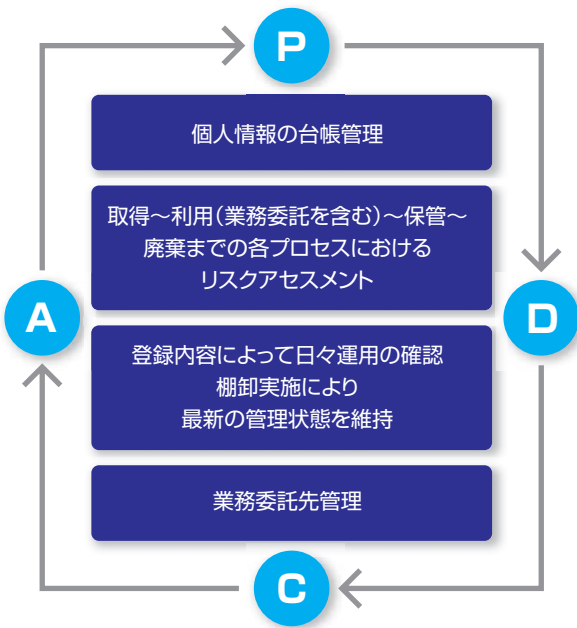 P
個人情報の台帳管理
取得～利用（業務委託を含む）～保管～
廃棄までの各プロセスにおける
リスクアセスメント
A
D
登録内容によって日々運用の確認
棚卸実施により
最新の管理状態を維持
業務委託先管理
C